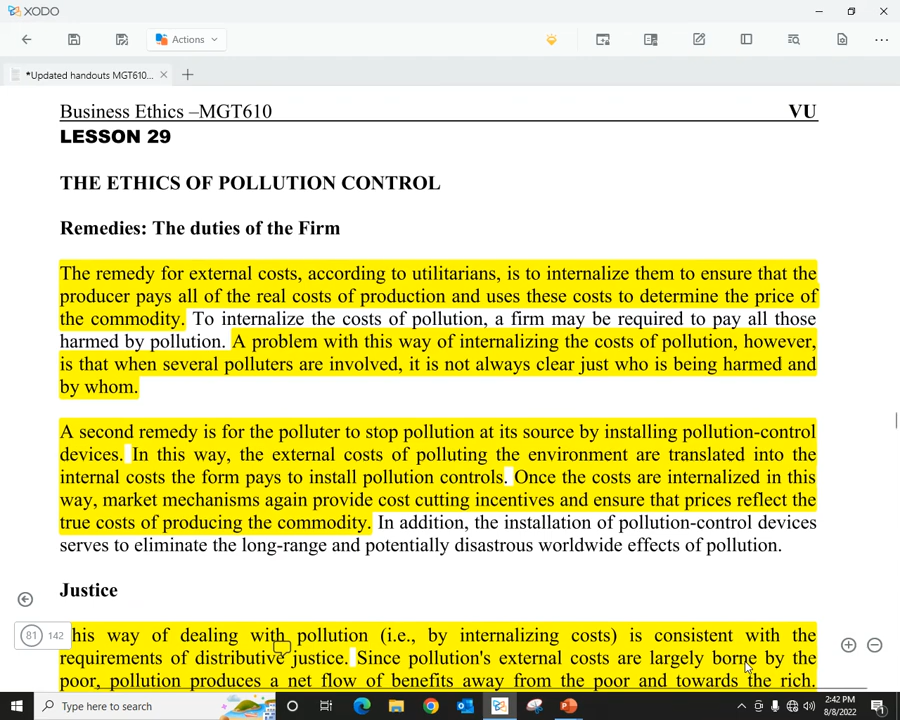 XODO
Actions
*Updated handouts MGT610...
Business Ethics –MGT610 VU
LESSON 29
THE ETHICS OF POLLUTION CONTROL
Remedies: The duties of the Firm
The remedy for external costs, according to utilitarians, is to internalize them to ensure that the
producer pays all of the real costs of production and uses these costs to determine the price of
the commodity. To internalize the costs of pollution, a firm may be required to pay all those
harmed by pollution. A problem with this way of internalizing the costs of pollution, however,
is that when several polluters are involved, it is not always clear just who is being harmed and
by whom.
A second remedy is for the polluter to stop pollution at its source by installing pollution-control
devices. In this way, the external costs of polluting the environment are translated into the
internal costs the form pays to install pollution controls. Once the costs are internalized in this
way, market mechanisms again provide cost cutting incentives and ensure that prices reflect the
true costs of producing the commodity. In addition, the installation of pollution-control devices
serves to eliminate the long-range and potentially disastrous worldwide effects of pollution.
Justice
81 142
his way of dealing with pollution (i.e., by internalizing costs) is consistent with the
requirements of distributive justice. Since pollution's external costs are largely borne by the
poor, pollution produces a net flow of benefits away from the poor and towards the rich.
Type here to search
2:42 PM
8/8/2022
1